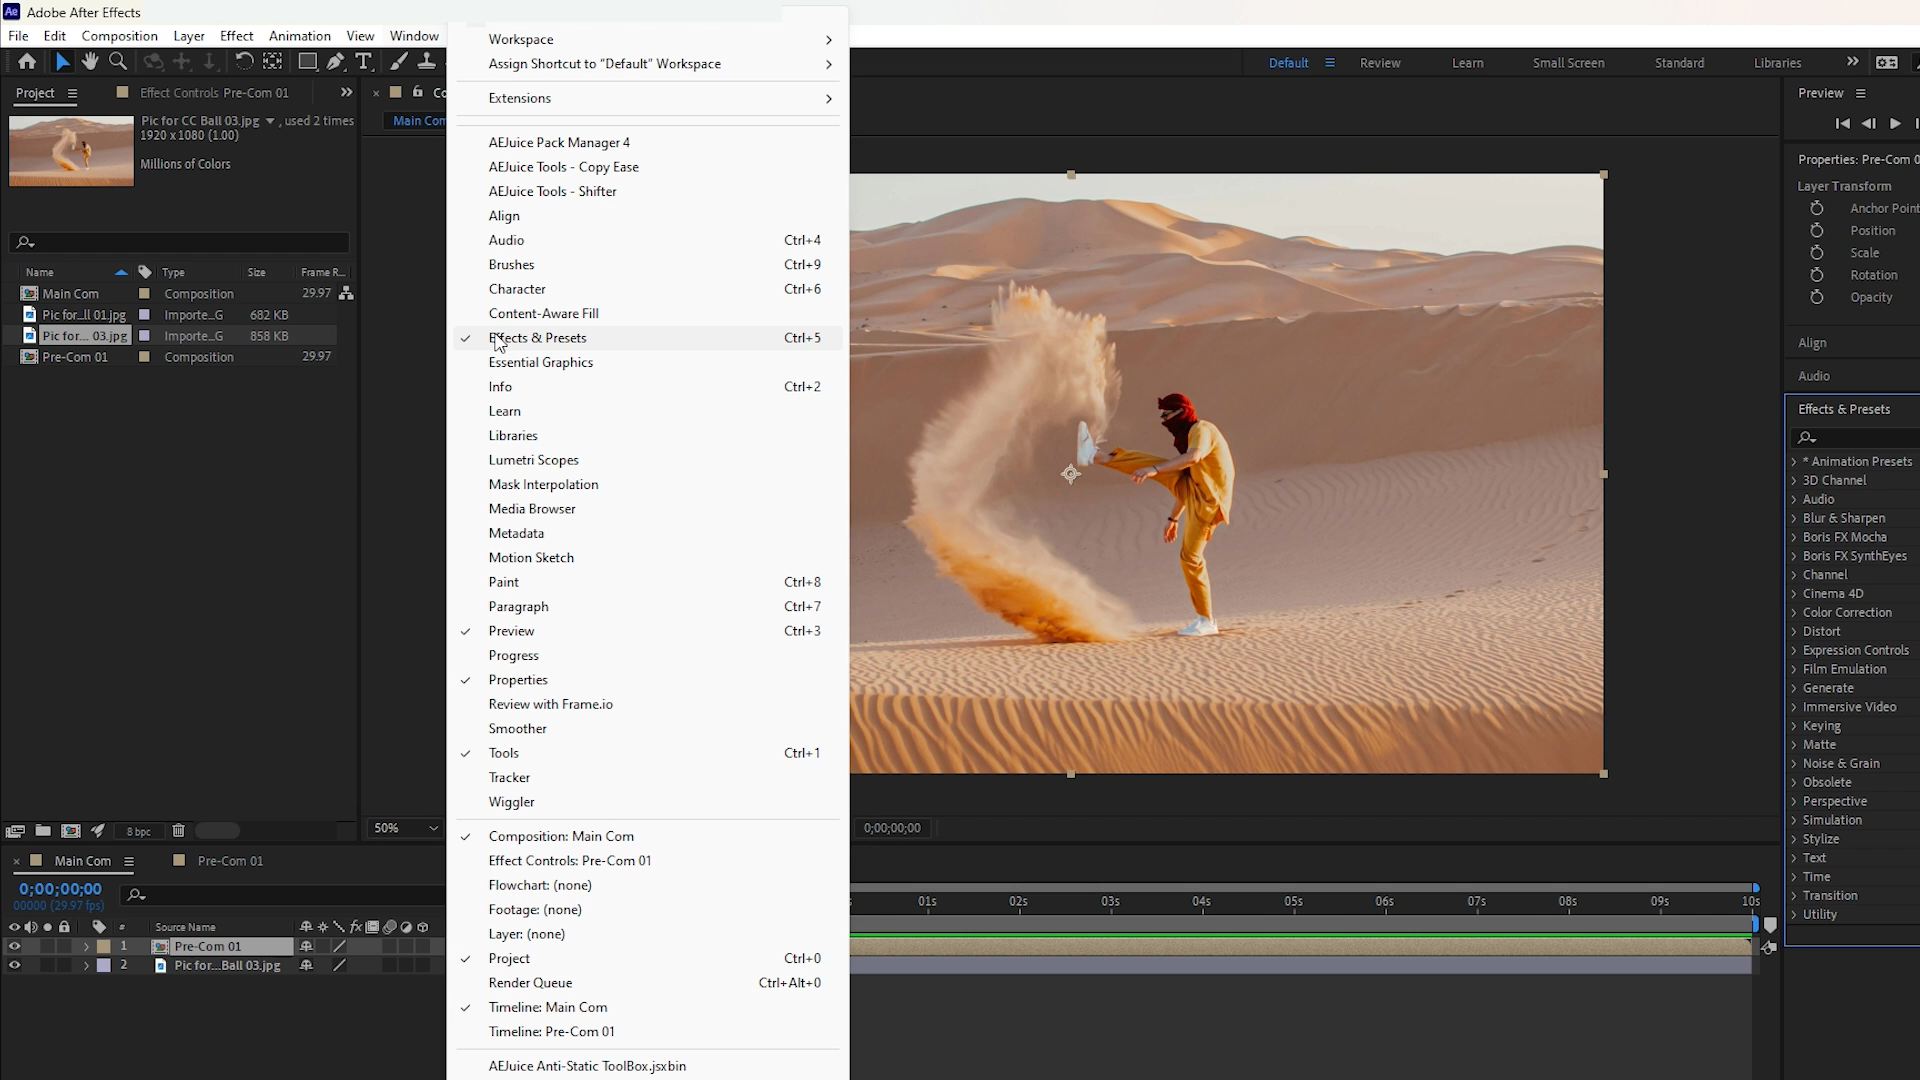 Adobe After Effects
File Edit Composition Layer Effect Animation View Window
Default Review Learn Small Screen Standard Libraries
Project Effect Controls Pre-Com 01
Pic for CC Ball 03.jpg , used 2 times
1920 x 1080 (1.00)
Millions of Colors
Name Type Size Frame R...
Main Com Composition 29.97
Pic for...ll 01.jpg Importe...G 682 KB
Pic for... 03.jpg Importe...G 858 KB
Pre-Com 01 Composition 29.97
8 bpc
Main Com
50%
Workspace
Assign Shortcut to "Default" Workspace
Extensions
AEJuice Pack Manager 4
AEJuice Tools - Copy Ease
AEJuice Tools - Shifter
Align
Audio Ctrl+4
Brushes Ctrl+9
Character Ctrl+6
Content-Aware Fill
Effects & Presets Ctrl+5
Essential Graphics
Info Ctrl+2
Learn
Libraries
Lumetri Scopes
Mask Interpolation
Media Browser
Metadata
Motion Sketch
Paint Ctrl+8
Paragraph Ctrl+7
Preview Ctrl+3
Progress
Properties
Review with Frame.io
Smoother
Tools Ctrl+1
Tracker
Wiggler
Composition: Main Com
Effect Controls: Pre-Com 01
Flowchart: (none)
Footage: (none)
Layer: (none)
Project Ctrl+0
Render Queue Ctrl+Alt+0
Timeline: Main Com
Timeline: Pre-Com 01
AEJuice Anti-Static ToolBox.jsxbin
0;00;00;00
Preview
Properties: Pre-Com 0
Layer Transform
Anchor Point
Position
Scale
Rotation
Opacity
Align
Audio
Effects & Presets
* Animation Presets
3D Channel
Audio
Blur & Sharpen
Boris FX Mocha
Boris FX SynthEyes
Channel
Cinema 4D
Color Correction
Distort
Expression Controls
Film Emulation
Generate
Immersive Video
Keying
Matte
Noise & Grain
Obsolete
Perspective
Simulation
Stylize
Text
Time
Transition
Utility
Main Com Pre-Com 01
0;00;00;00
00000 (29.97 fps)
# Source Name
1 Pre-Com 01
2 Pic for...Ball 03.jpg
01s 02s 03s 04s 05s 06s 07s 08s 09s 10s